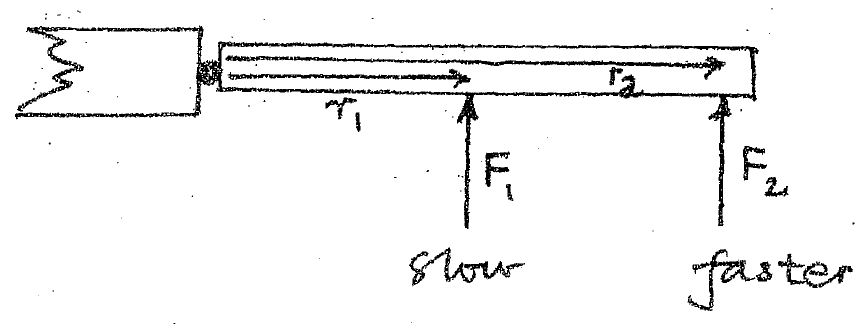 r₁ r₂
F₁ F₂
slow faster